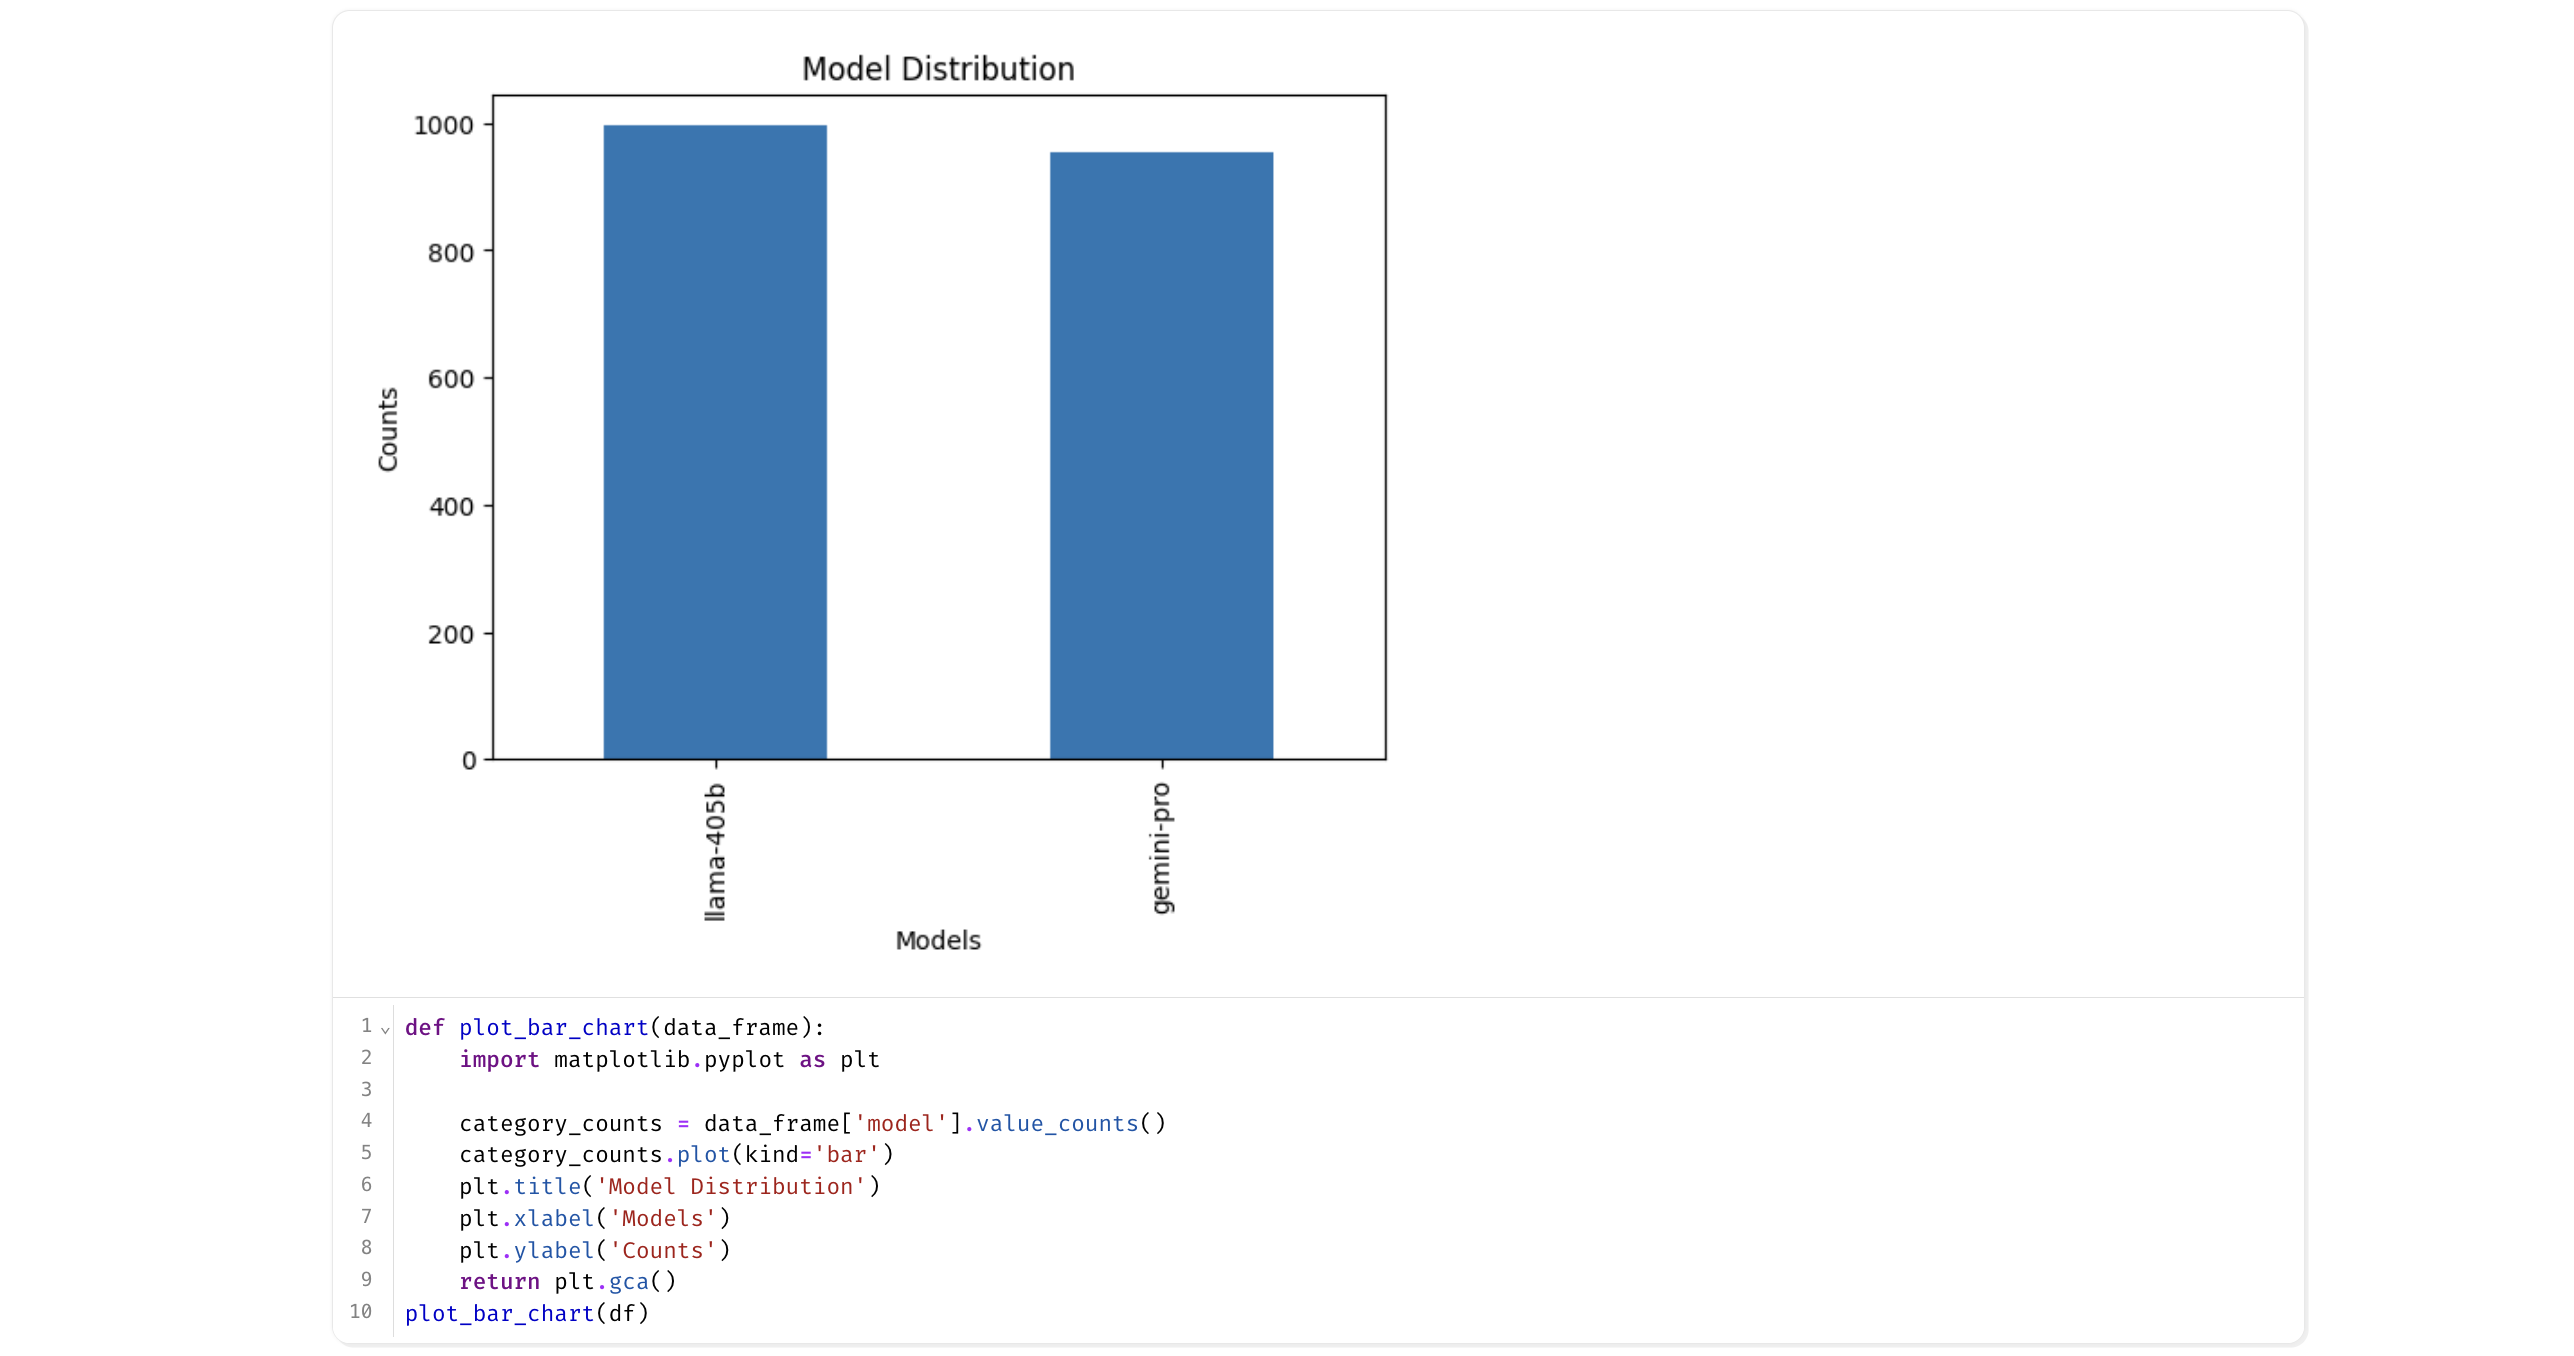 Model Distribution
1000
800
600
400
200
0
Counts
llama-405b
gemini-pro
Models
1 def plot_bar_chart(data_frame):
2     import matplotlib.pyplot as plt
3
4     category_counts = data_frame['model'].value_counts()
5     category_counts.plot(kind='bar')
6     plt.title('Model Distribution')
7     plt.xlabel('Models')
8     plt.ylabel('Counts')
9     return plt.gca()
10 plot_bar_chart(df)